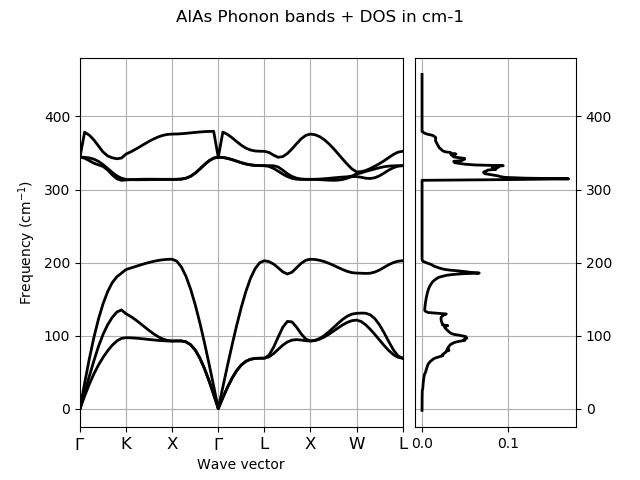 AlAs Phonon bands + DOS in cm-1
Frequency (cm⁻¹)
400
300
200
100
0
Γ K X Γ L X W L
Wave vector
400
300
200
100
0
0.0 0.1